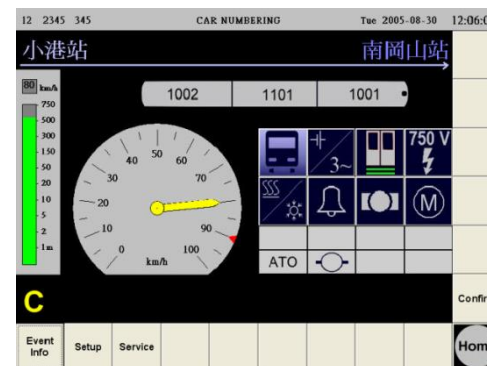 12 2345 345 CAR NUMBERING Tue 2005-08-30 12:06:0
小港站 南岡山站
80 km/h
750
500
300
150
50
20
10
5
2
1m
1002 1101 1001
0 10 20 30 40 50 60 70 90 100
km/h
3~ 750 V
M
ATO
C
Confir
Event Info Setup Service Hom